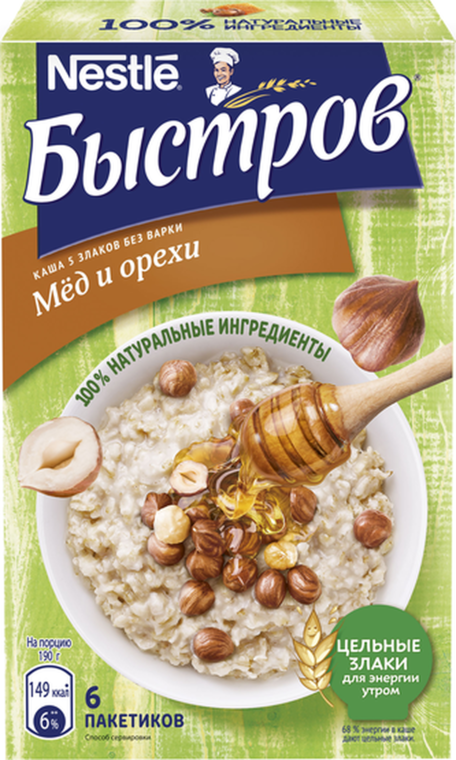 100% НАТУРАЛЬНЫЕ
ИНГРЕДИЕНТЫ
Nestlé®
Быстров®
КАША 5 ЗЛАКОВ БЕЗ ВАРКИ
Мёд и орехи
100% НАТУРАЛЬНЫЕ ИНГРЕДИЕНТЫ
На порцию
190 г
149 ккал
6%
6
ПАКЕТИКОВ
Способ сервировки
ЦЕЛЬНЫЕ
ЗЛАКИ
для энергии
утром
68 % энергии в каше
дают цельные злаки.